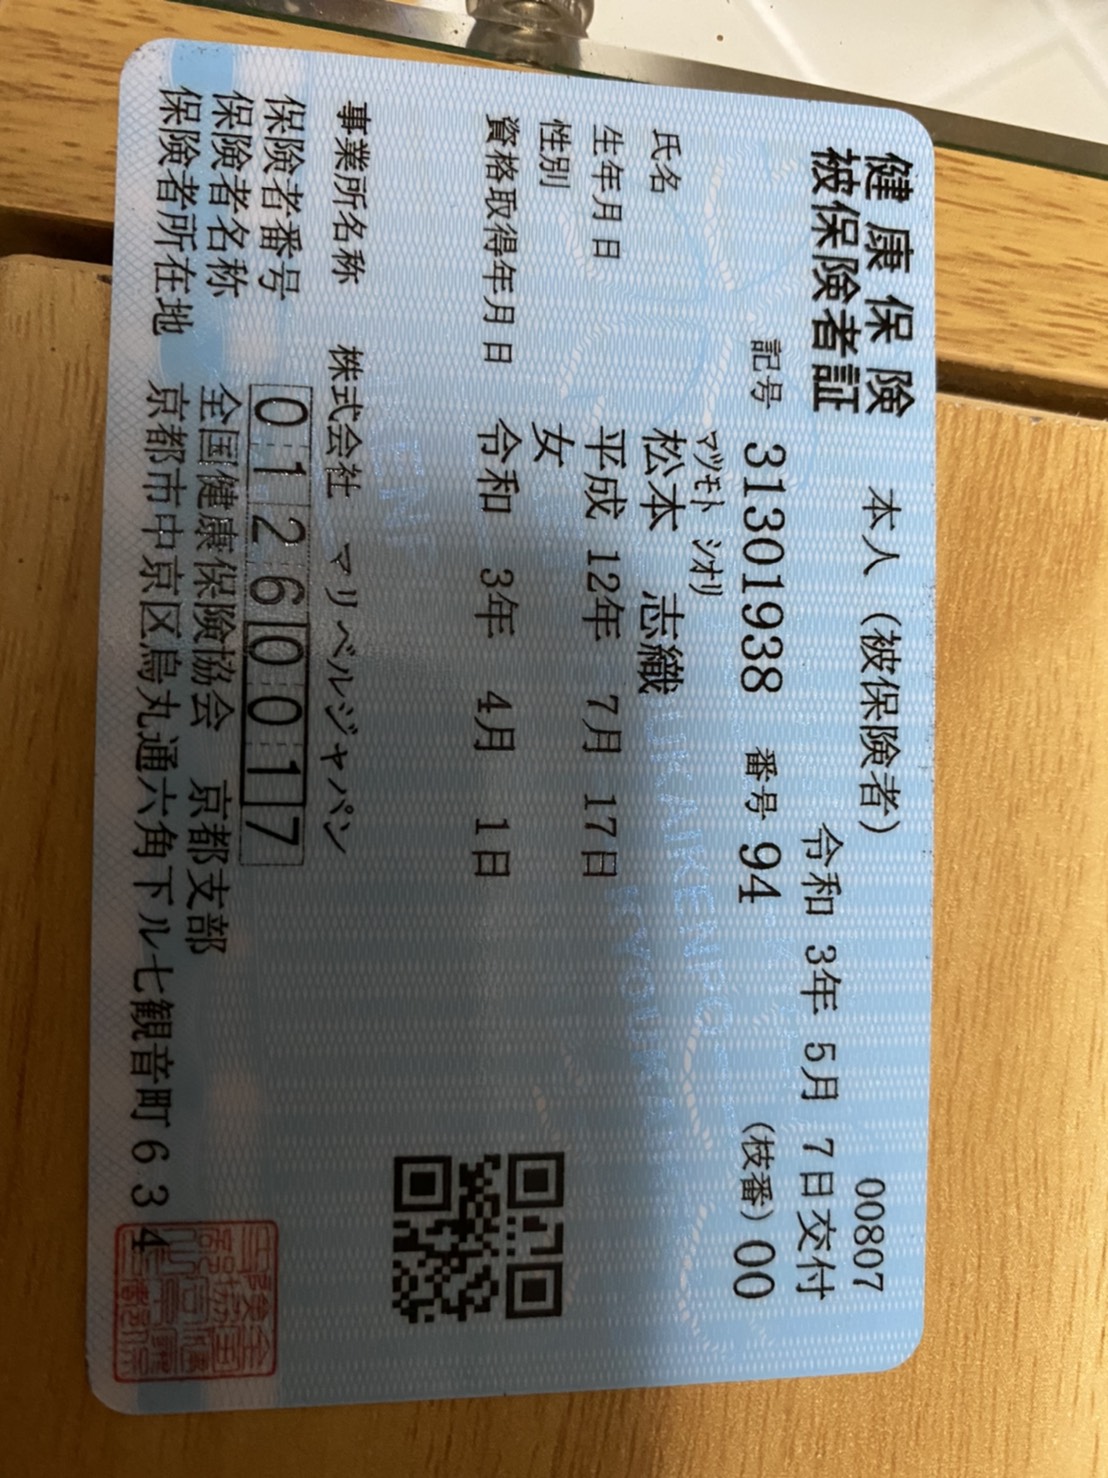 健康保険 本人（被保険者） 00807
被保険者証 令和 3年 5月 7日交付
記号 31301938 番号 94 （枝番）00
マツモト シオリ
氏名 松本 志織
生年月日 平成 12年 7月 17日
性別 女
資格取得年月日 令和 3年 4月 1日
事業所名称 株式会社 マリベルジャパン
保険者番号 01260017
保険者名称 全国健康保険協会 京都支部
保険者所在地 京都市中京区烏丸通六角下ル七観音町634